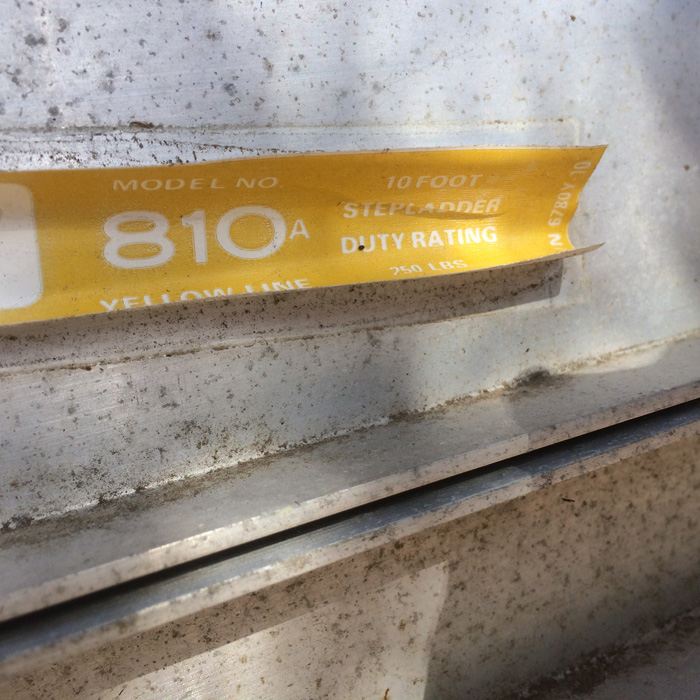 MODEL NO.
810A
YELLOW LINE
10 FOOT
STEPLADDER
DUTY RATING
250 LBS
N 6780Y 10